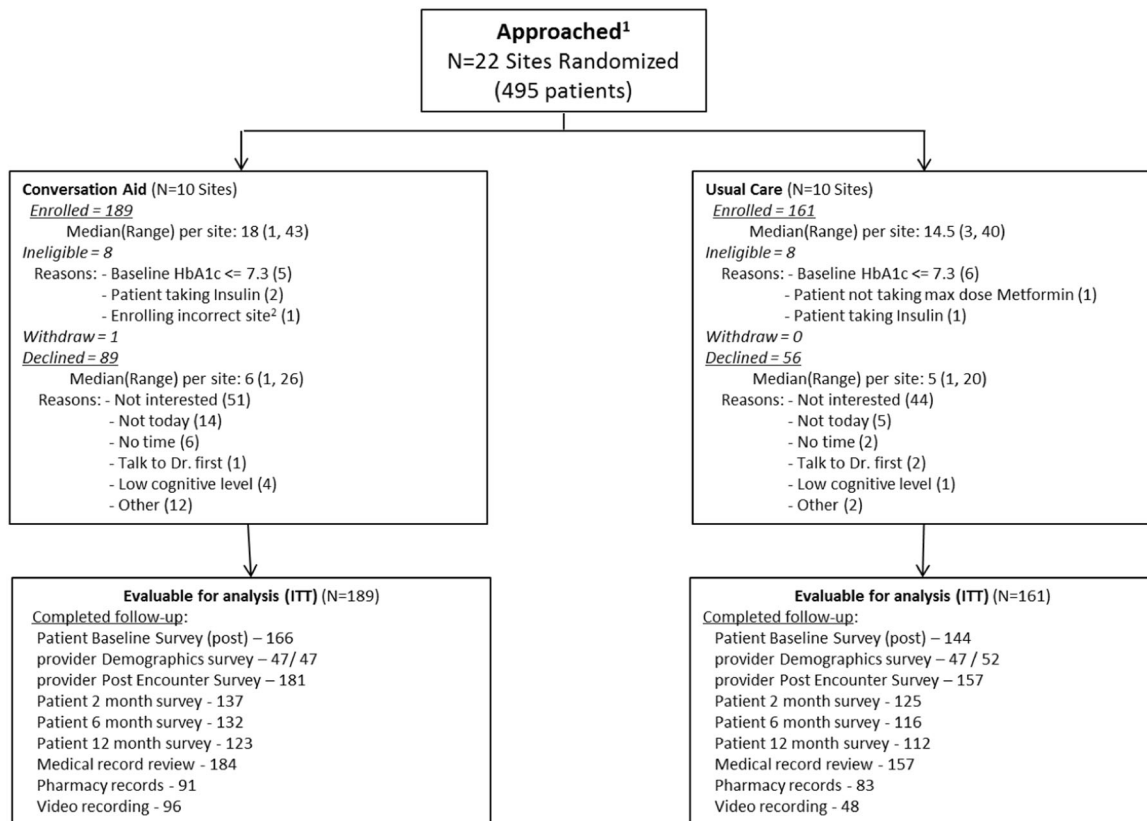 Approached¹
N=22 Sites Randomized
(495 patients)
Conversation Aid (N=10 Sites)
Enrolled = 189
Median(Range) per site: 18 (1, 43)
Ineligible = 8
Reasons: - Baseline HbA1c <= 7.3 (5)
- Patient taking Insulin (2)
- Enrolling incorrect site² (1)
Withdraw = 1
Declined = 89
Median(Range) per site: 6 (1, 26)
Reasons: - Not interested (51)
- Not today (14)
- No time (6)
- Talk to Dr. first (1)
- Low cognitive level (4)
- Other (12)
Usual Care (N=10 Sites)
Enrolled = 161
Median(Range) per site: 14.5 (3, 40)
Ineligible = 8
Reasons: - Baseline HbA1c <= 7.3 (6)
- Patient not taking max dose Metformin (1)
- Patient taking Insulin (1)
Withdraw = 0
Declined = 56
Median(Range) per site: 5 (1, 20)
Reasons: - Not interested (44)
- Not today (5)
- No time (2)
- Talk to Dr. first (2)
- Low cognitive level (1)
- Other (2)
Evaluable for analysis (ITT) (N=189)
Completed follow-up:
Patient Baseline Survey (post) – 166
provider Demographics survey – 47/ 47
provider Post Encounter Survey – 181
Patient 2 month survey - 137
Patient 6 month survey - 132
Patient 12 month survey - 123
Medical record review - 184
Pharmacy records - 91
Video recording - 96
Evaluable for analysis (ITT) (N=161)
Completed follow-up:
Patient Baseline Survey (post) – 144
provider Demographics survey – 47 / 52
provider Post Encounter Survey – 157
Patient 2 month survey - 125
Patient 6 month survey - 116
Patient 12 month survey - 112
Medical record review - 157
Pharmacy records - 83
Video recording - 48